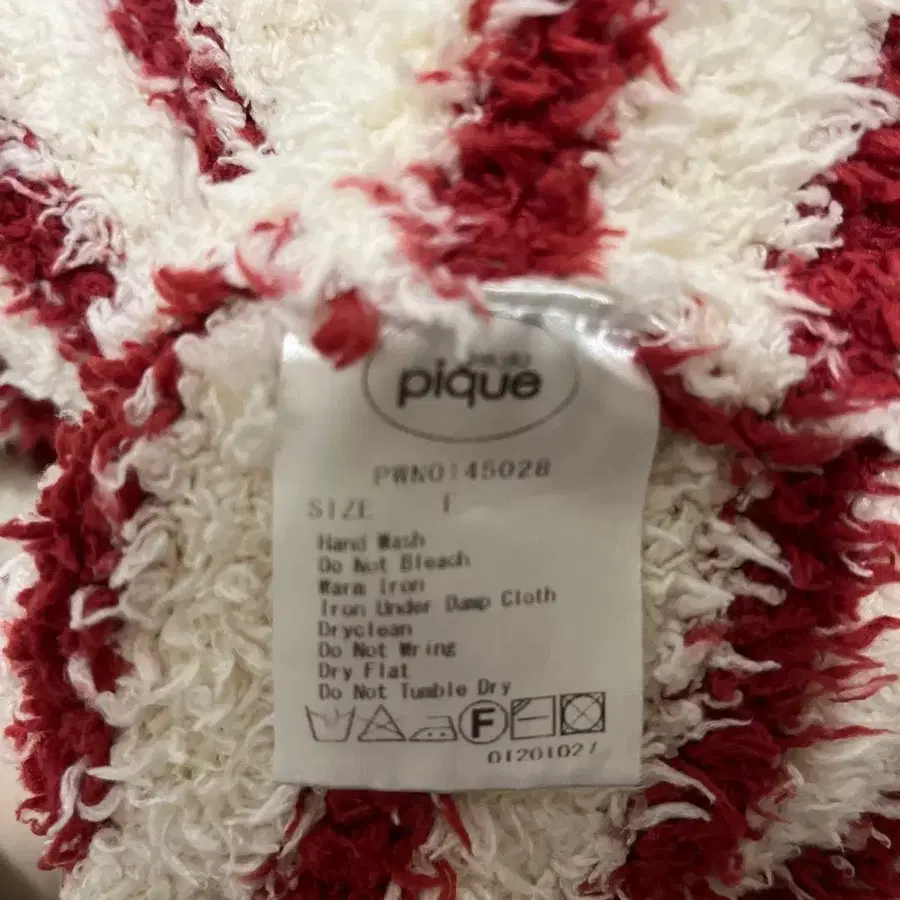 pique
PWNO145028
SIZE F
Hand Wash
Do Not Bleach
Warm Iron
Iron Under Damp Cloth
Dryclean
Do Not Wring
Dry Flat
Do Not Tumble Dry
F
01201027